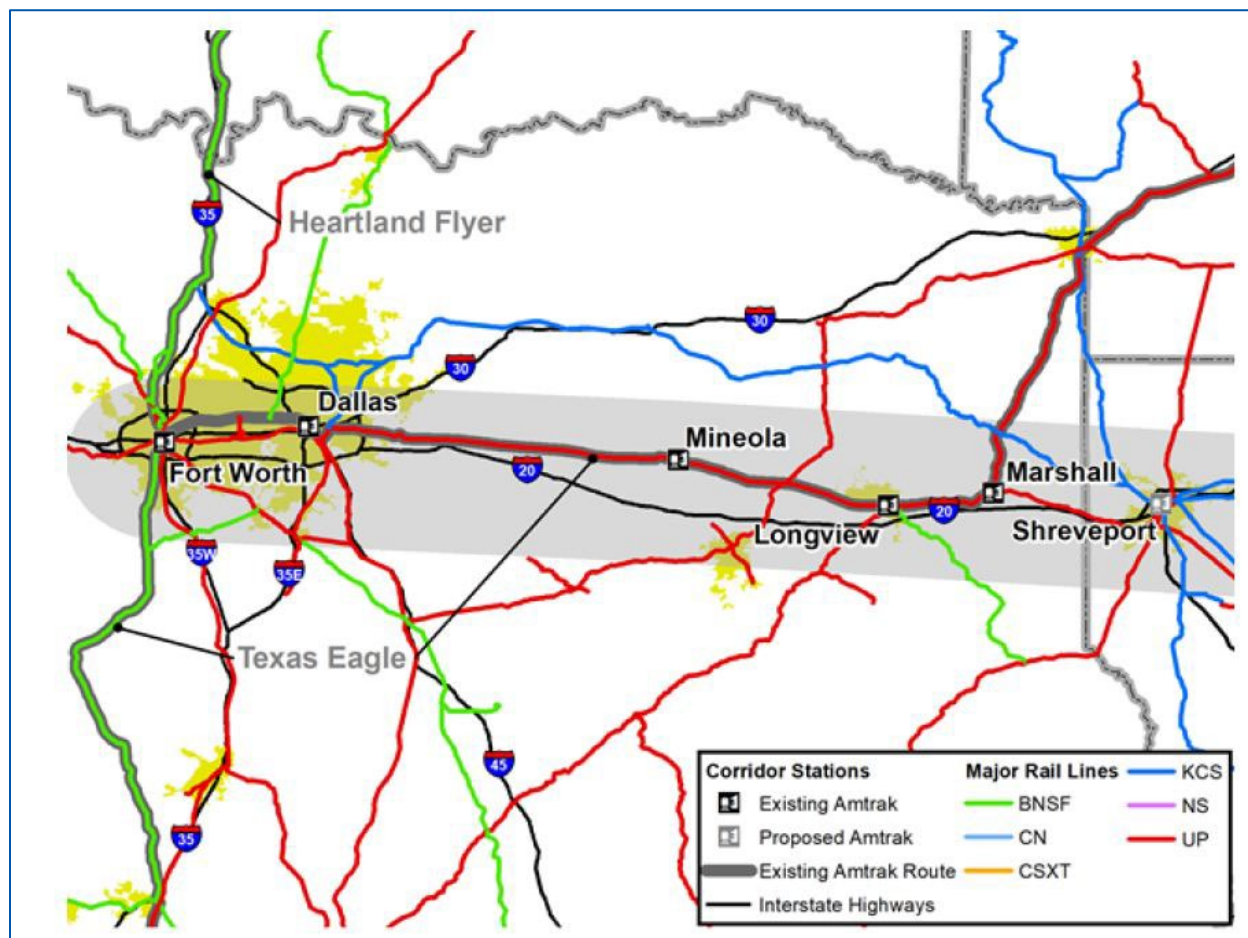 Heartland Flyer
35
30
30
Dallas
Mineola
Fort Worth
20
Marshall
20
Longview
Shreveport
35W
35E
Texas Eagle
45
35
Corridor Stations
Existing Amtrak
Proposed Amtrak
Existing Amtrak Route
Interstate Highways
Major Rail Lines
BNSF
CN
CSXT
KCS
NS
UP